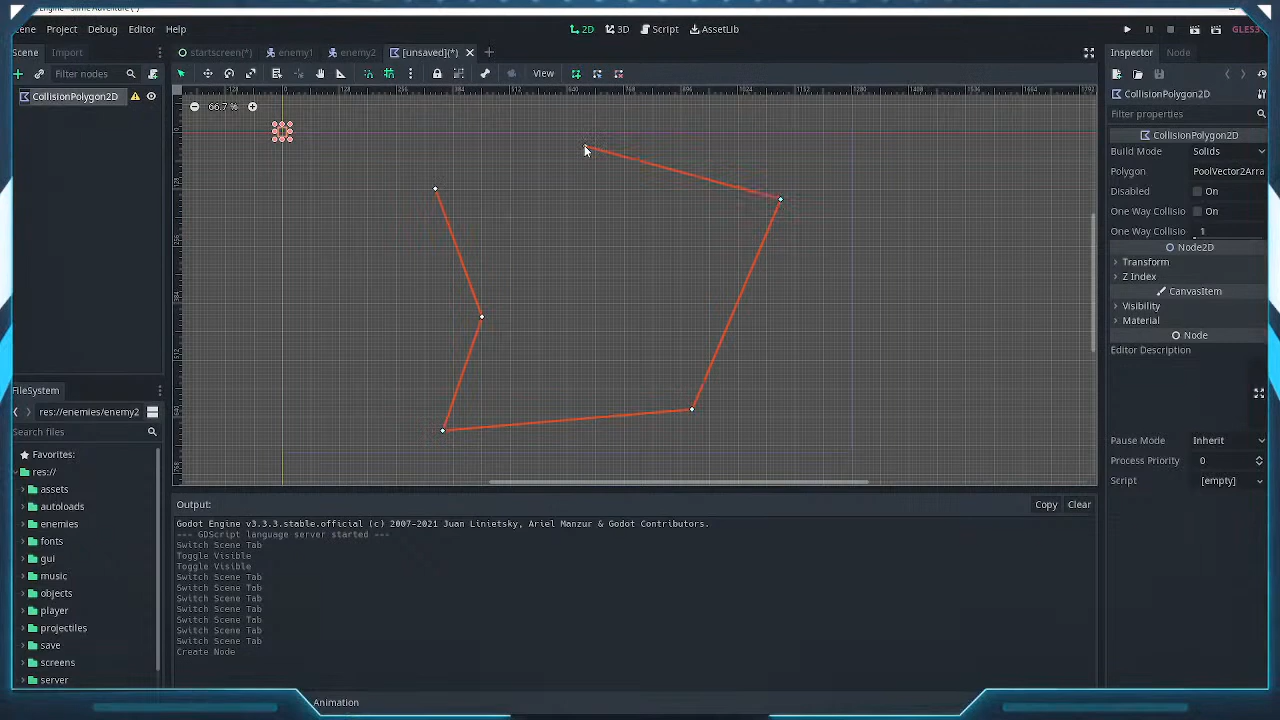 Scene Project Debug Editor Help
2D 3D Script AssetLib
GLES3
Scene Import
startscreen(*) enemy1 enemy2 [unsaved](*)
Inspector Node
Filter nodes
View
CollisionPolygon2D
66.7 %
CollisionPolygon2D
Filter properties
CollisionPolygon2D
Build Mode Solids
Polygon PoolVector2Arra
Disabled On
One Way Collisio On
One Way Collisio 1
Node2D
Transform
Z Index
CanvasItem
Visibility
Material
Node
Editor Description
Pause Mode Inherit
Process Priority 0
Script [empty]
FileSystem
res://enemies/enemy2
Search files
Favorites:
res://
assets
autoloads
enemies
fonts
gui
music
objects
player
projectiles
save
screens
server
Output:
Copy Clear
Godot Engine v3.3.3.stable.official (c) 2007-2021 Juan Linietsky, Ariel Manzur & Godot Contributors.
--- GDScript language server started ---
Switch Scene Tab
Toggle Visible
Toggle Visible
Switch Scene Tab
Switch Scene Tab
Switch Scene Tab
Switch Scene Tab
Switch Scene Tab
Switch Scene Tab
Switch Scene Tab
Create Node
Animation